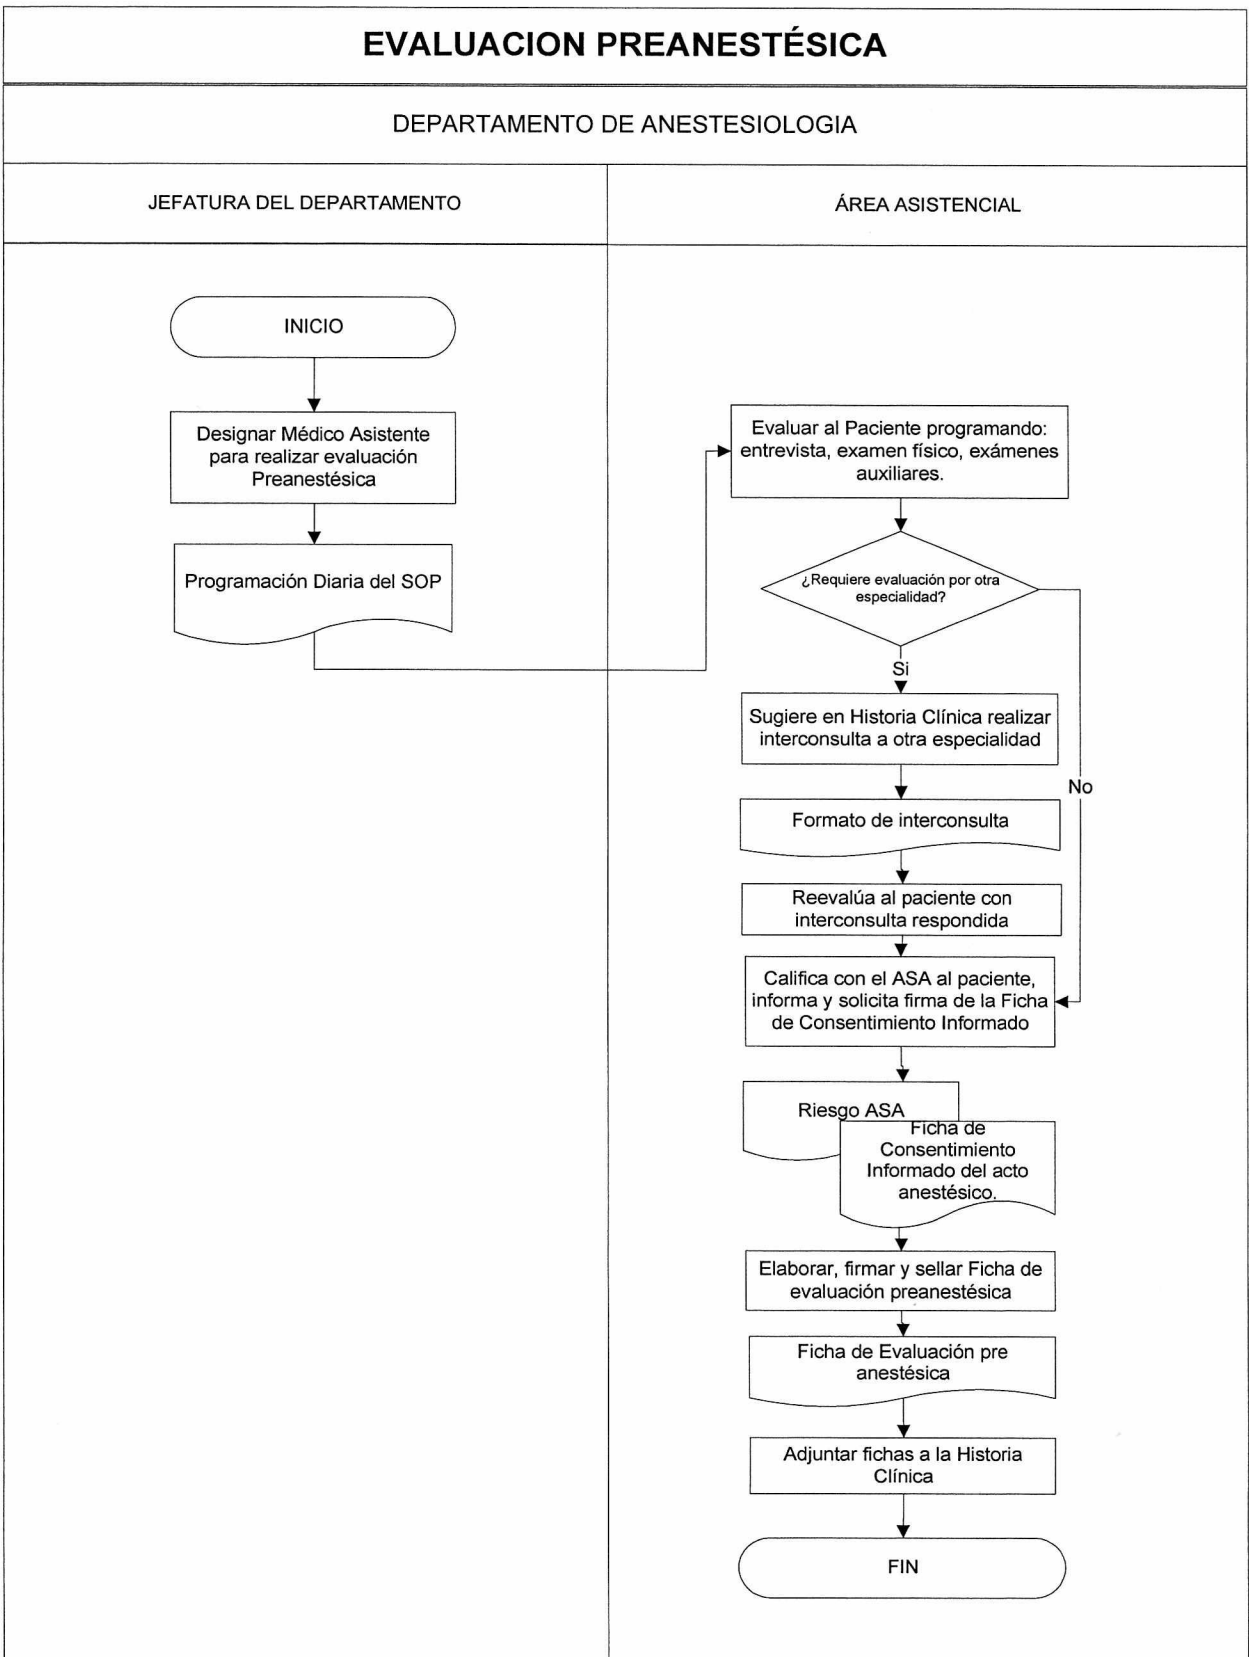 EVALUACION PREANESTÉSICA
DEPARTAMENTO DE ANESTESIOLOGIA
JEFATURA DEL DEPARTAMENTO
ÁREA ASISTENCIAL
INICIO
Designar Médico Asistente
para realizar evaluación
Preanestésica
Programación Diaria del SOP
Evaluar al Paciente programando:
entrevista, examen físico, exámenes
auxiliares.
¿Requiere evaluación por otra
especialidad?
Si
Sugiere en Historia Clínica realizar
interconsulta a otra especialidad
No
Formato de interconsulta
Reevalúa al paciente con
interconsulta respondida
Califica con el ASA al paciente,
informa y solicita firma de la Ficha
de Consentimiento Informado
Riesgo ASA
Ficha de
Consentimiento
Informado del acto
anestésico.
Elaborar, firmar y sellar Ficha de
evaluación preanestésica
Ficha de Evaluación pre
anestésica
Adjuntar fichas a la Historia
Clínica
FIN